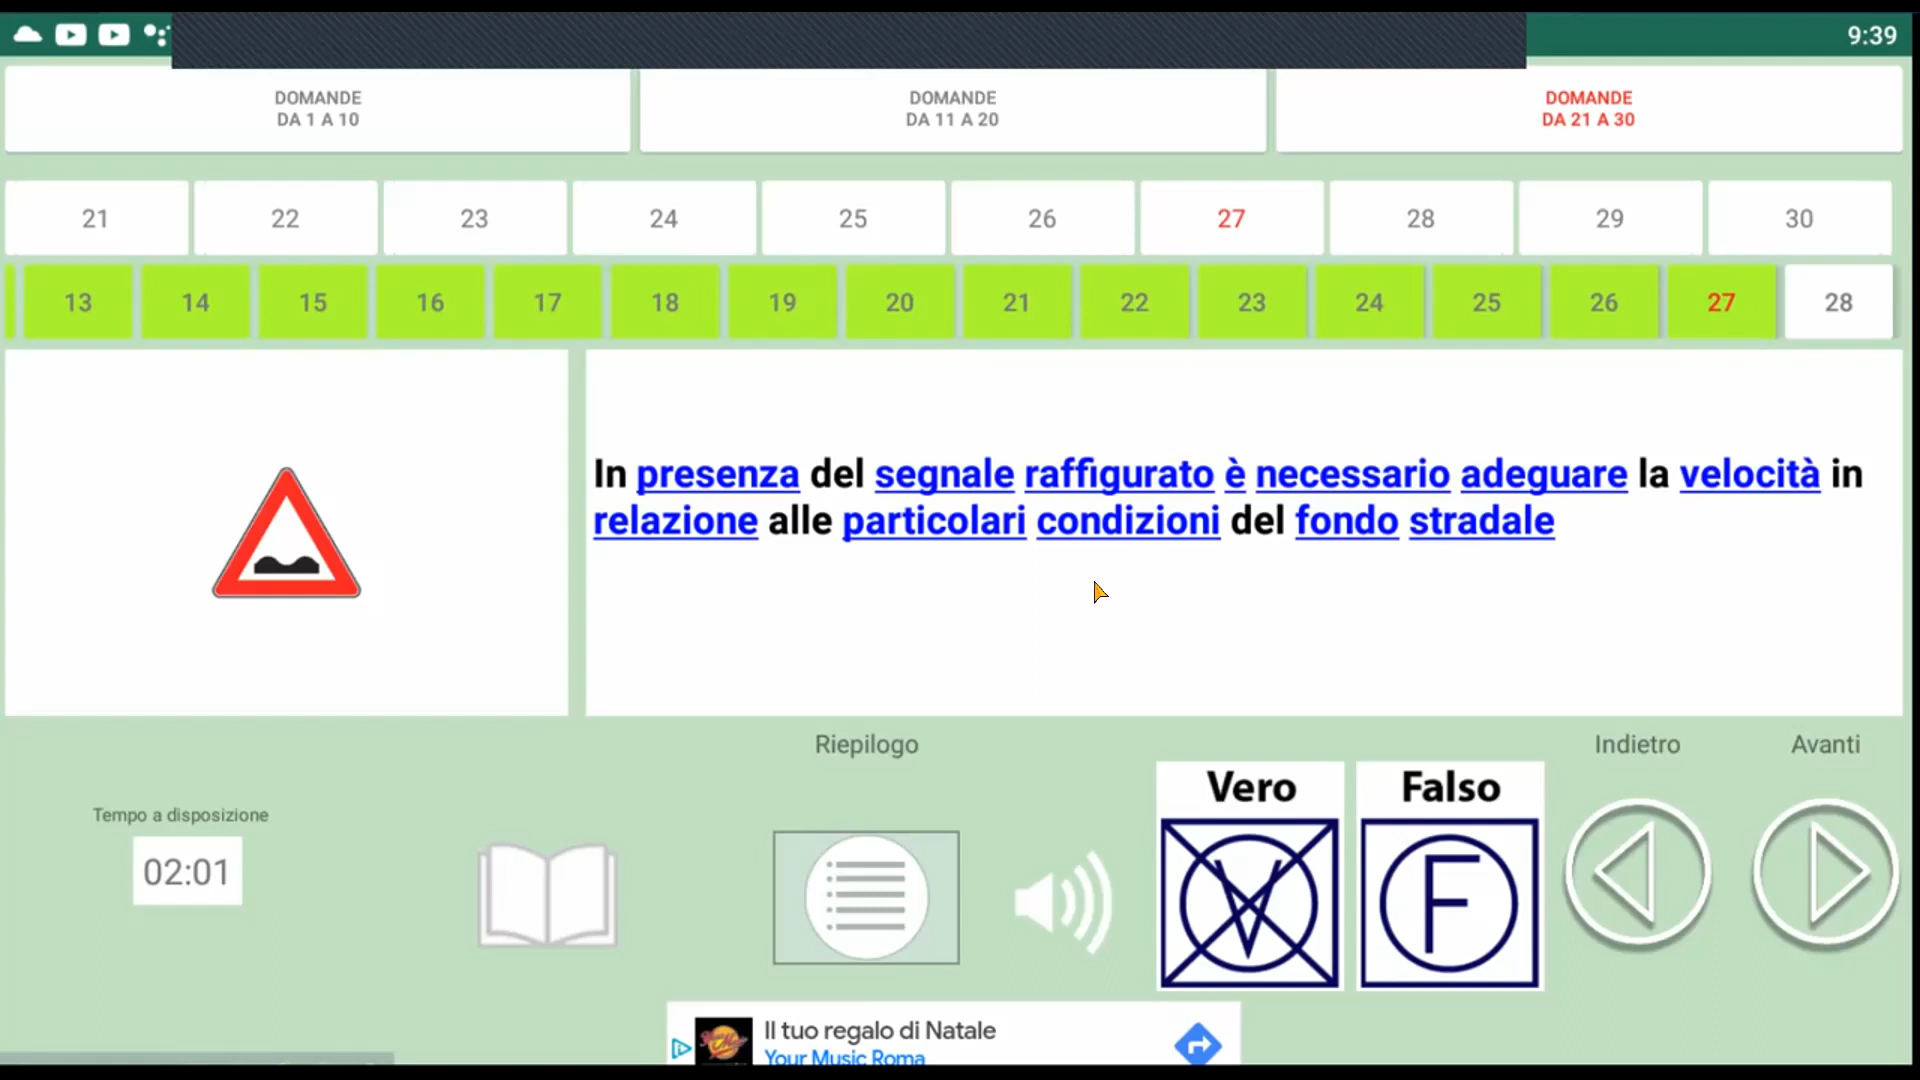 9:39
DOMANDE
DA 1 A 10
DOMANDE
DA 11 A 20
DOMANDE
DA 21 A 30
21 22 23 24 25 26 27 28 29 30
13 14 15 16 17 18 19 20 21 22 23 24 25 26 27 28
In presenza del segnale raffigurato è necessario adeguare la velocità in
relazione alle particolari condizioni del fondo stradale
Riepilogo
Indietro
Avanti
Tempo a disposizione
02:01
Vero
Falso
V
F
Il tuo regalo di Natale
Your Music Roma